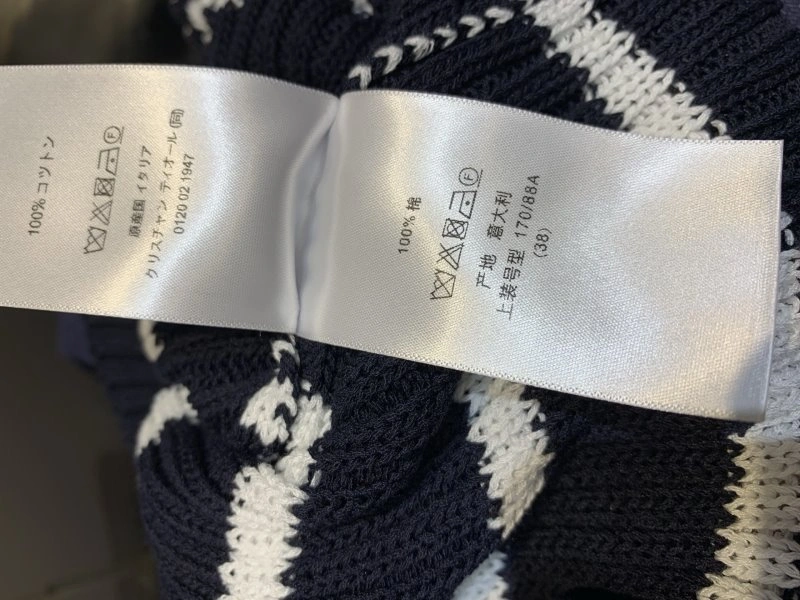 100% コットン
Ⓕ
原産国 イタリア
クリスチャン ディオール (同)
0120 02 1947
100% 棉
Ⓕ
产地 意大利
上装号型 170/88A
(38)